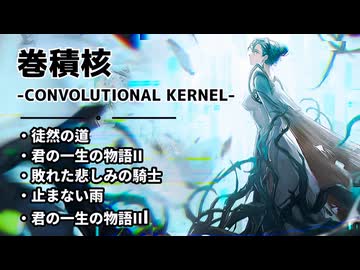 巻積核
-CONVOLUTIONAL KERNEL-
・徒然の道
・君の一生の物語II
・敗れた悲しみの騎士
・止まない雨
・君の一生の物語III